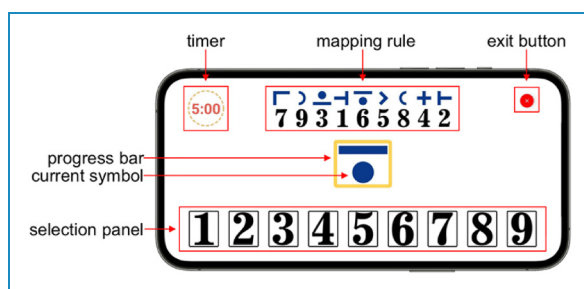 timer mapping rule exit button
5:00
7 9 3 1 6 5 8 4 2
progress bar
current symbol
selection panel
1 2 3 4 5 6 7 8 9